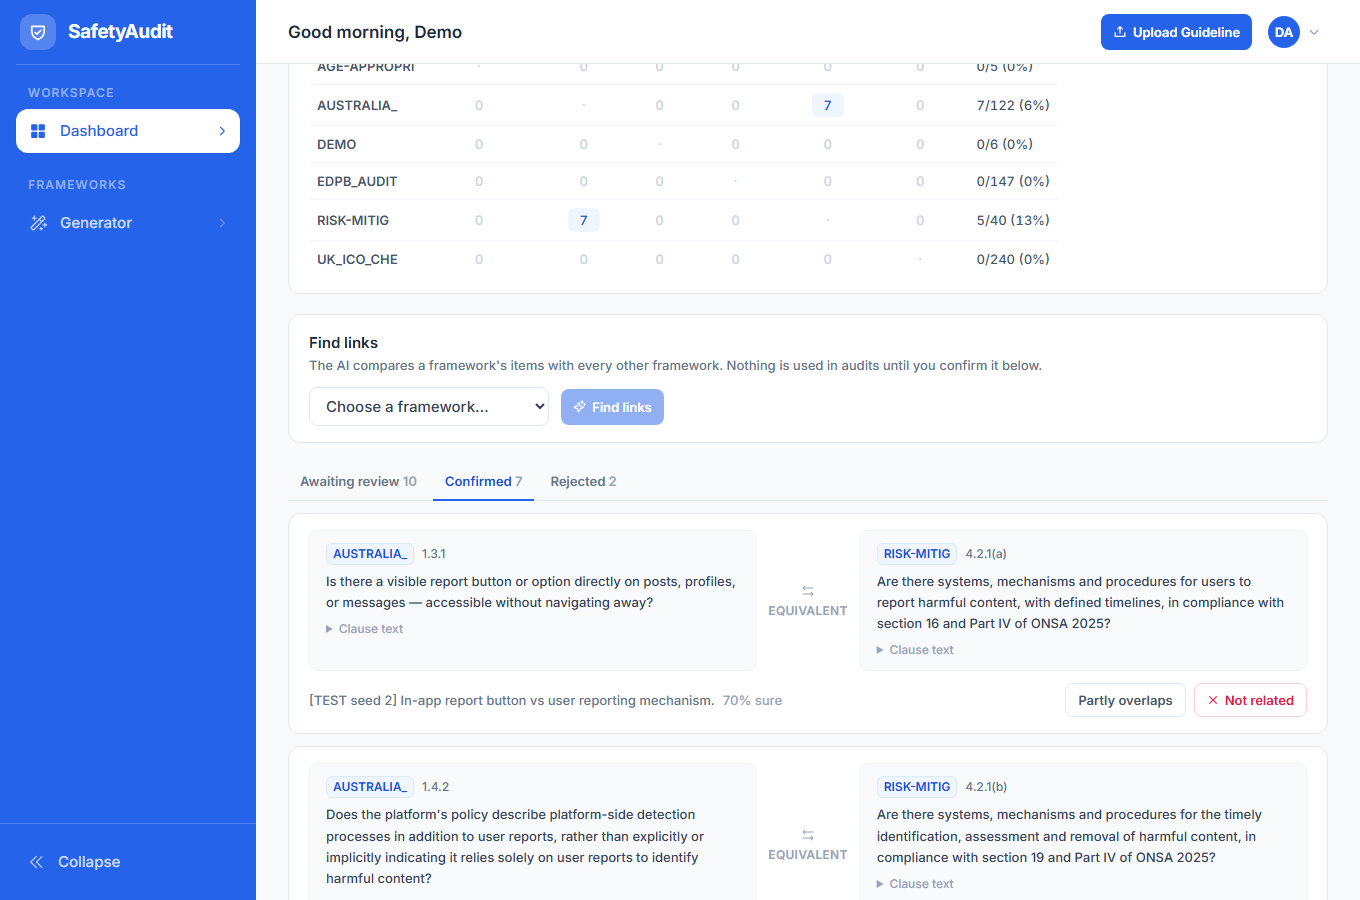 SafetyAudit
WORKSPACE
Dashboard
FRAMEWORKS
Generator
Collapse
Good morning, Demo
Upload Guideline
DA
AGE-APPROPRI · 0 0 0 0 0 0/5 (0%)
AUSTRALIA_ 0 · 0 0 7 0 7/122 (6%)
DEMO 0 0 · 0 0 0 0/6 (0%)
EDPB_AUDIT 0 0 0 · 0 0 0/147 (0%)
RISK-MITIG 0 7 0 0 · 0 5/40 (13%)
UK_ICO_CHE 0 0 0 0 0 · 0/240 (0%)
Find links
The AI compares a framework's items with every other framework. Nothing is used in audits until you confirm it below.
Choose a framework...
Find links
Awaiting review 10 Confirmed 7 Rejected 2
AUSTRALIA_ 1.3.1
Is there a visible report button or option directly on posts, profiles,
or messages — accessible without navigating away?
Clause text
EQUIVALENT
RISK-MITIG 4.2.1(a)
Are there systems, mechanisms and procedures for users to
report harmful content, with defined timelines, in compliance with
section 16 and Part IV of ONSA 2025?
Clause text
[TEST seed 2] In-app report button vs user reporting mechanism. 70% sure
Partly overlaps
Not related
AUSTRALIA_ 1.4.2
Does the platform's policy describe platform-side detection
processes in addition to user reports, rather than explicitly or
implicitly indicating it relies solely on user reports to identify
harmful content?
EQUIVALENT
RISK-MITIG 4.2.1(b)
Are there systems, mechanisms and procedures for the timely
identification, assessment and removal of harmful content, in
compliance with section 19 and Part IV of ONSA 2025?
Clause text